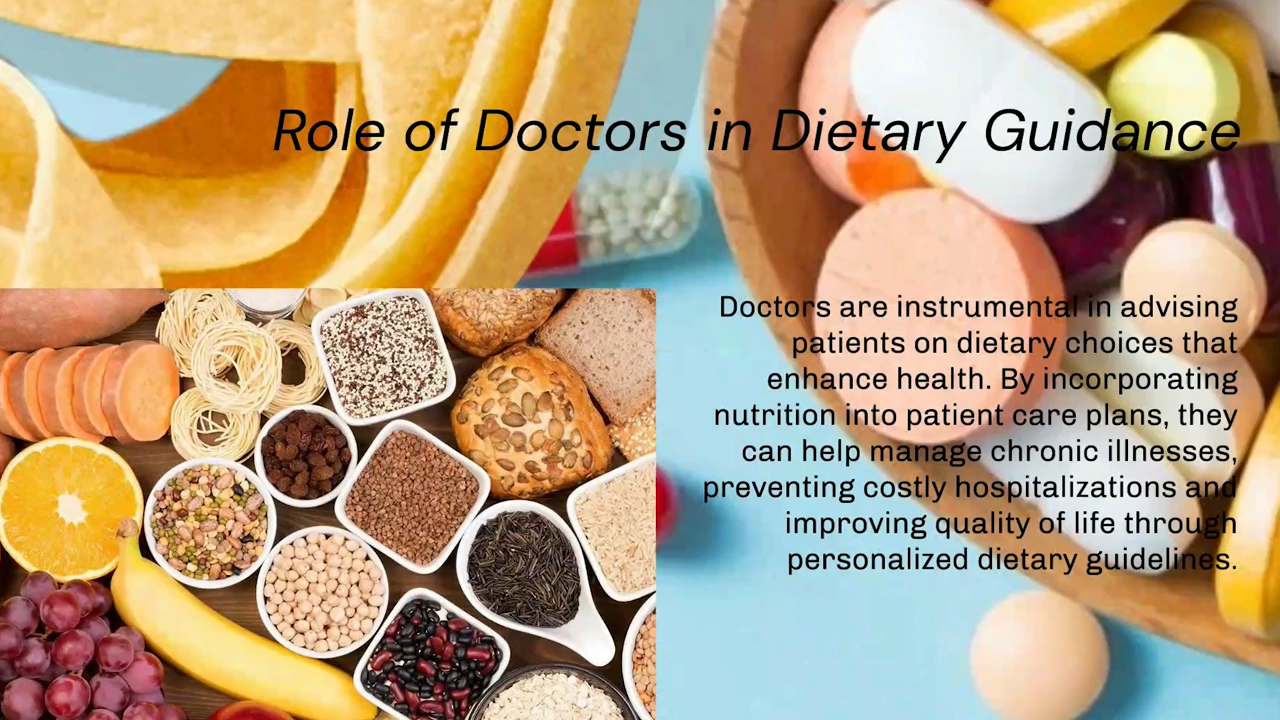 Role of Doctors in Dietary Guidance
Doctors are instrumental in advising
patients on dietary choices that
enhance health. By incorporating
nutrition into patient care plans, they
can help manage chronic illnesses,
preventing costly hospitalizations and
improving quality of life through
personalized dietary guidelines.